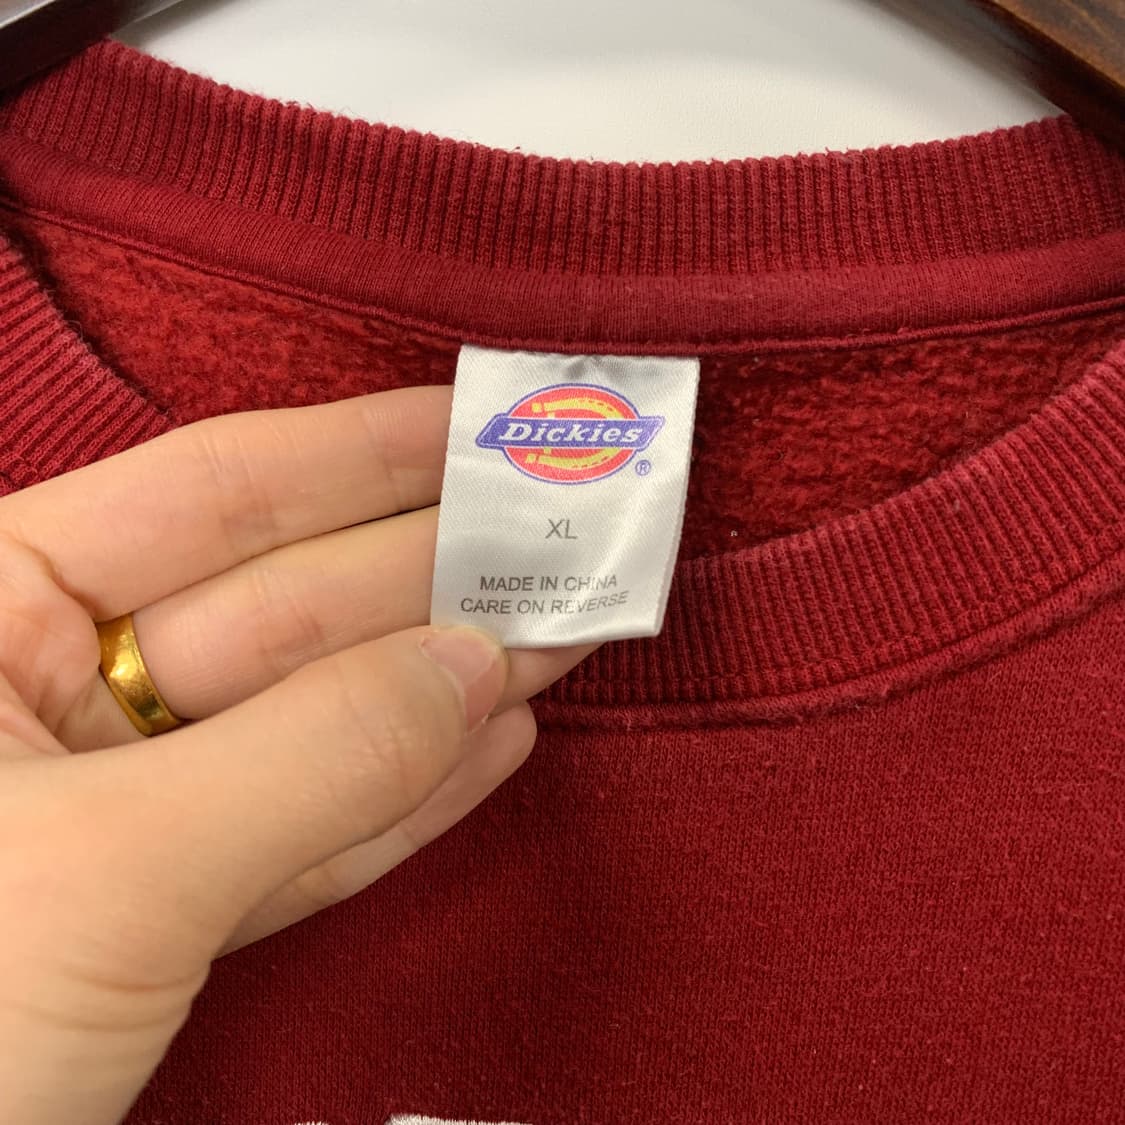 Dickies
®
XL
MADE IN CHINA
CARE ON REVERSE